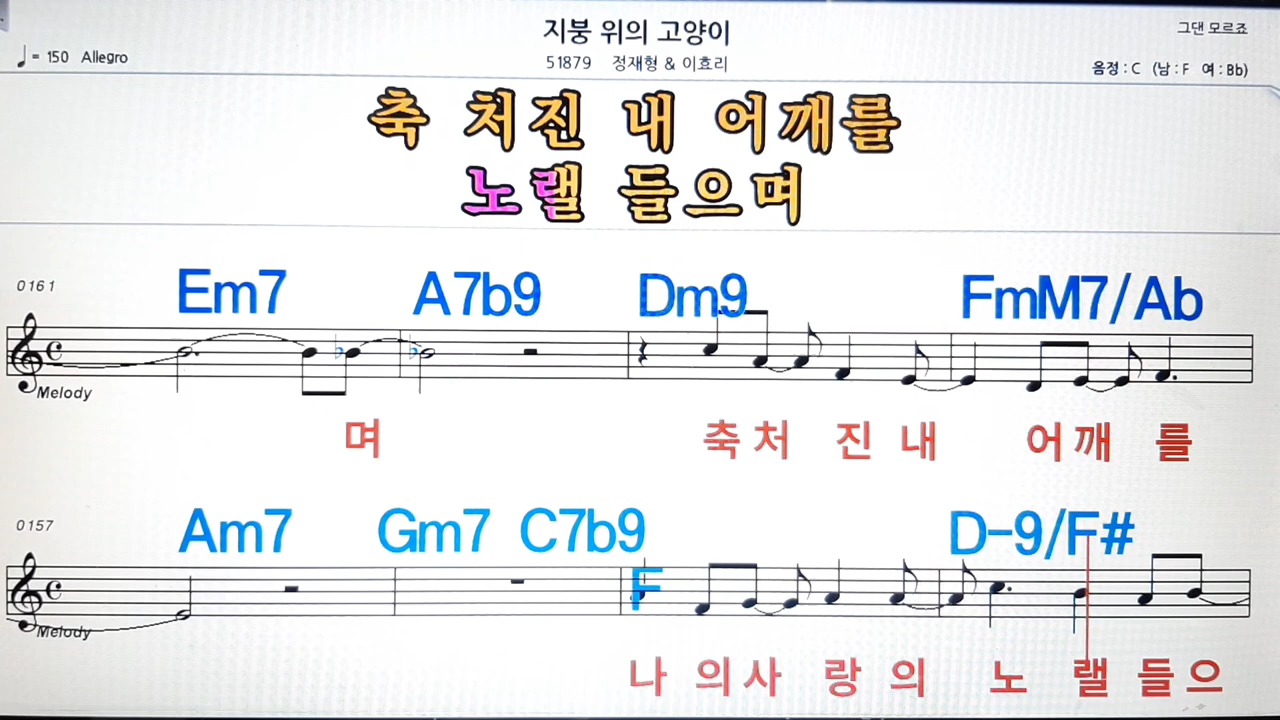 지붕 위의 고양이
그댄 모르죠
♩= 150 Allegro
51879 정재형 & 이효리
음정 : C (남 : F 여 : Bb)
축 처진 내 어깨를
노랠 들으며
0161
Em7 A7b9 Dm9 FmM7/Ab
Melody
며 축 처 진 내 어 깨 를
0157
Am7 Gm7 C7b9 F D-9/F#
Melody
나 의 사 랑 의 노 랠 들 으